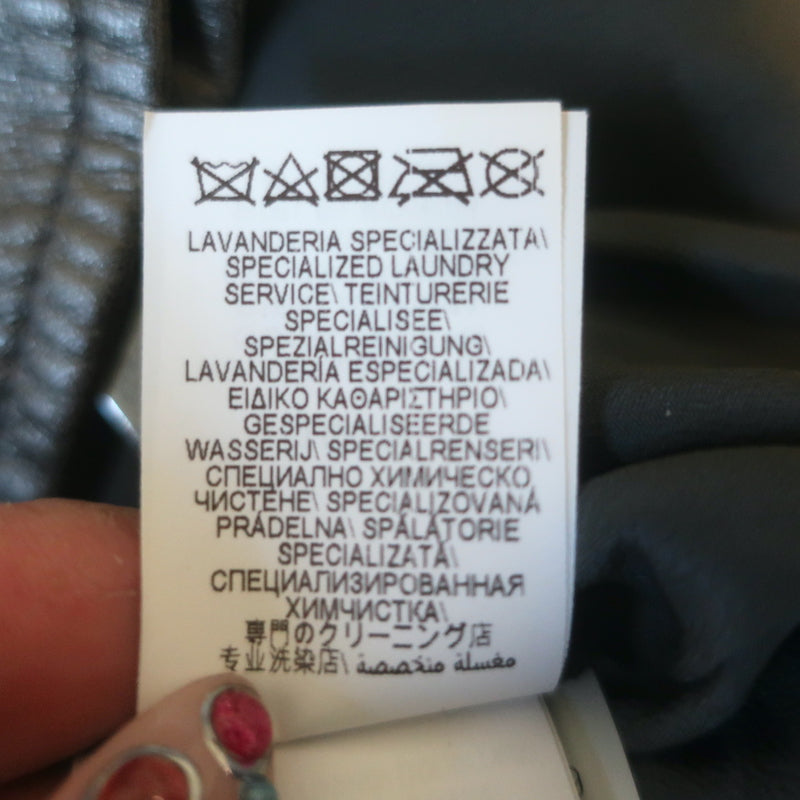 LAVANDERIA SPECIALIZZATA\
SPECIALIZED LAUNDRY
SERVICE\ TEINTURERIE
SPECIALISEE\
SPEZIALREINIGUNG\
LAVANDERÍA ESPECIALIZADA\
ΕΙΔΙΚΟ ΚΑΘΑΡΙΣΤΗΡΙΟ\
GESPECIALISEERDE
WASSERIJ\ SPECIALRENSERI\
СПЕЦИАЛНО ХИМИЧЕСКО
ЧИСТЕНЕ\ SPECIALIZOVANÁ
PRÁDELNA\ SPĂLĂTORIE
SPECIALIZATĂ\
СПЕЦИАЛИЗИРОВАННАЯ
ХИМЧИСТКА\
専門のクリーニング店
专业洗染店\ مغسلة متخصصة